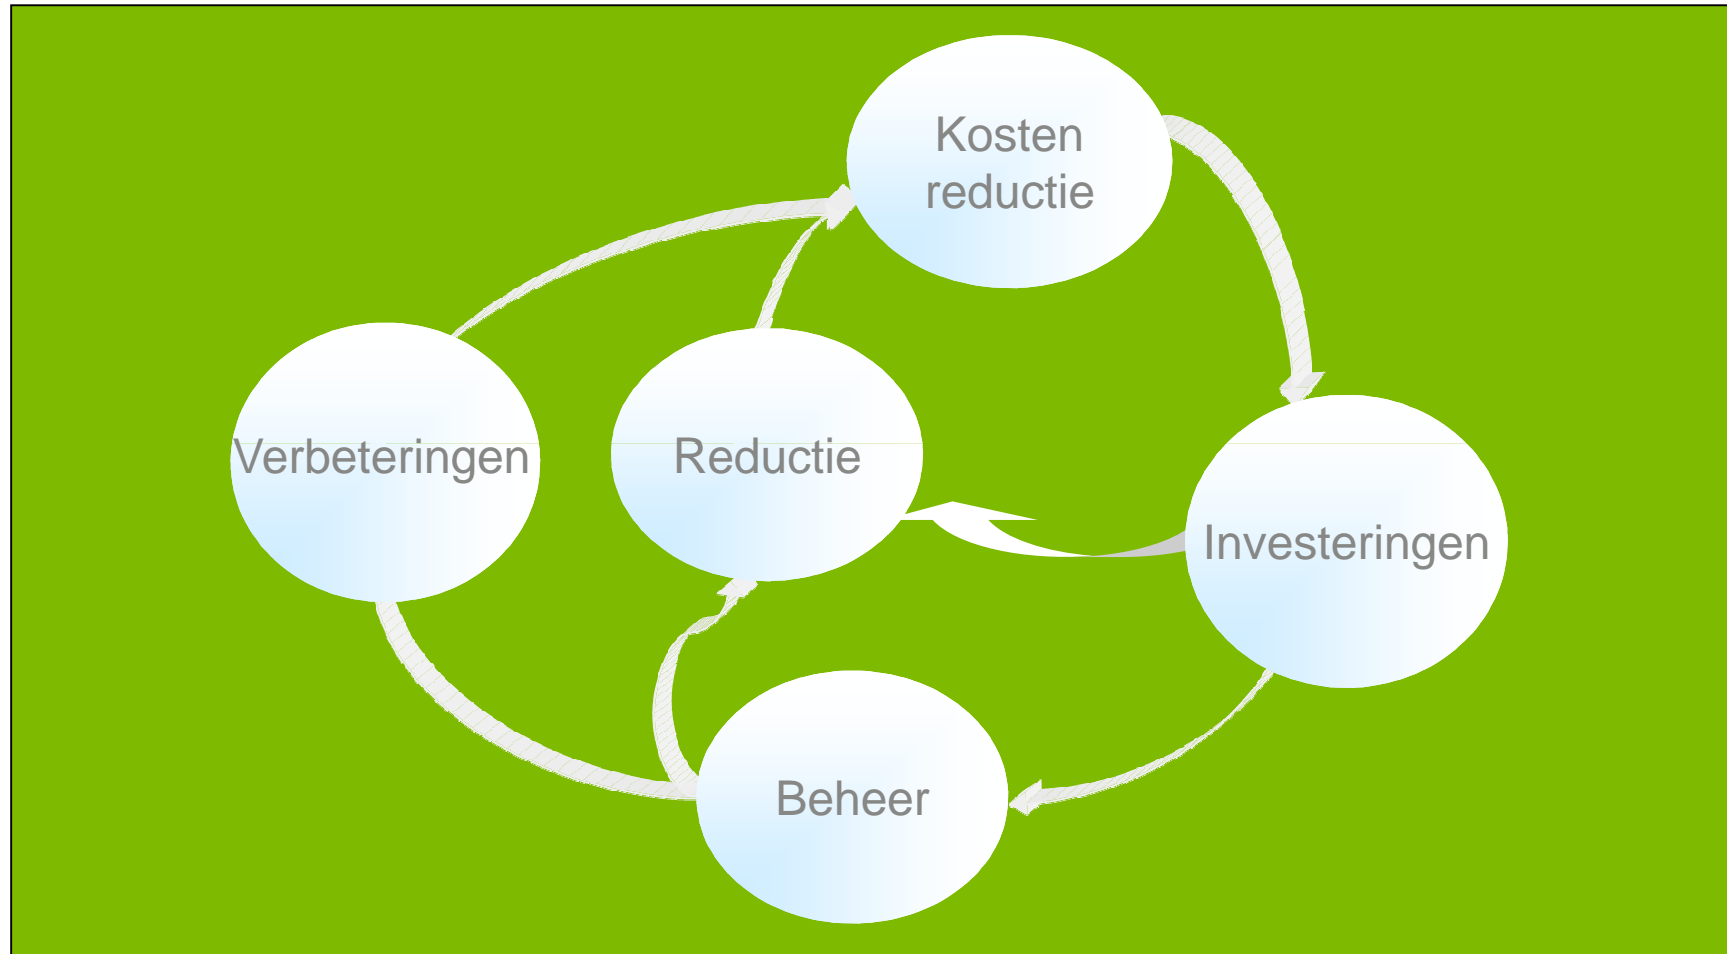 Kosten
reductie
Verbeteringen
Reductie
Investeringen
Beheer